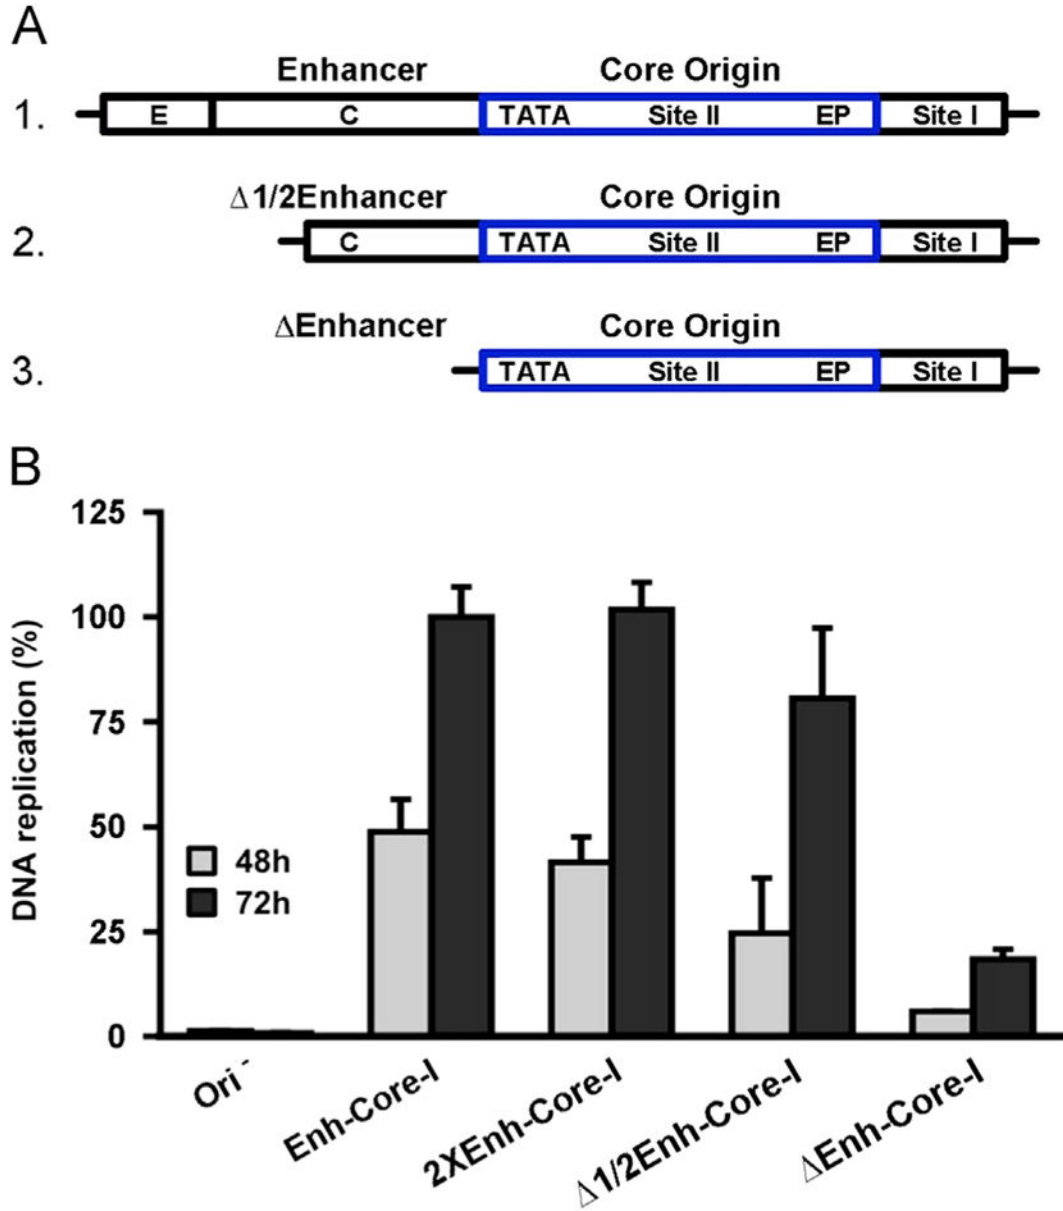 A
Enhancer Core Origin
1. E C TATA Site II EP Site I
Δ1/2Enhancer Core Origin
2. C TATA Site II EP Site I
ΔEnhancer Core Origin
3. TATA Site II EP Site I
B
DNA replication (%)
125
100
75
50
25
0
48h
72h
Ori -
Enh-Core-I
2XEnh-Core-I
Δ1/2Enh-Core-I
ΔEnh-Core-I